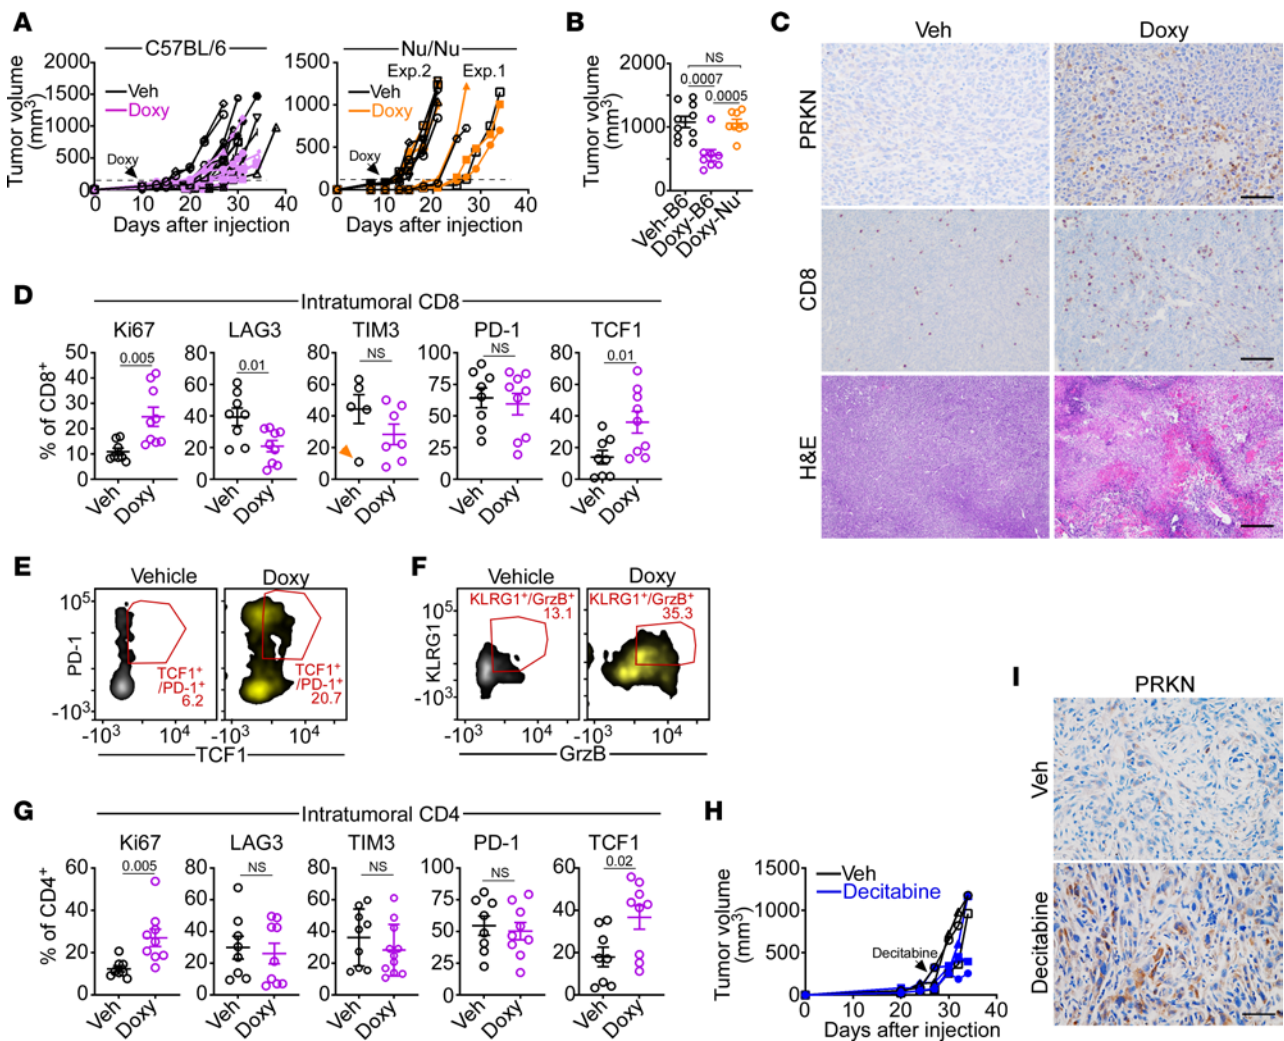 A
C57BL/6
Nu/Nu
Tumor volume
(mm³)
2000
1500
1000
500
0
Veh
Doxy
Doxy
0 10 20 30 40
Days after injection
1500
1000
500
0
Exp.2
Exp.1
Veh
Doxy
Doxy
0 10 20 30 40
Days after injection
B
Tumor volume
(mm³)
2000
1500
1000
500
0
NS
0.0007
0.0005
Veh-B6
Doxy-B6
Doxy-Nu
C
Veh
Doxy
PRKN
CD8
H&E
D
Intratumoral CD8
% of CD8⁺
Ki67
50
40
30
20
10
0
0.005
Veh
Doxy
LAG3
80
60
40
20
0
0.01
Veh
Doxy
TIM3
80
60
40
20
0
NS
Veh
Doxy
PD-1
100
75
50
25
0
NS
Veh
Doxy
TCF1
80
60
40
20
0
0.01
Veh
Doxy
E
Vehicle
Doxy
PD-1
10⁵
-10³
TCF1⁺
/PD-1⁺
6.2
TCF1⁺
/PD-1⁺
20.7
-10³ 10⁴
-10³ 10⁴
TCF1
F
Vehicle
Doxy
KLRG1
10⁵
-10³
KLRG1⁺/GrzB⁺
13.1
KLRG1⁺/GrzB⁺
35.3
-10³ 10⁴
-10³ 10⁴
GrzB
G
Intratumoral CD4
% of CD4⁺
Ki67
60
40
20
0
0.005
Veh
Doxy
LAG3
80
60
40
20
0
NS
Veh
Doxy
TIM3
80
60
40
20
0
NS
Veh
Doxy
PD-1
100
75
50
25
0
NS
Veh
Doxy
TCF1
60
40
20
0
0.02
Veh
Doxy
H
Tumor volume
(mm³)
1500
1000
500
0
Veh
Decitabine
Decitabine
0 10 20 30 40
Days after injection
I
PRKN
Veh
Decitabine